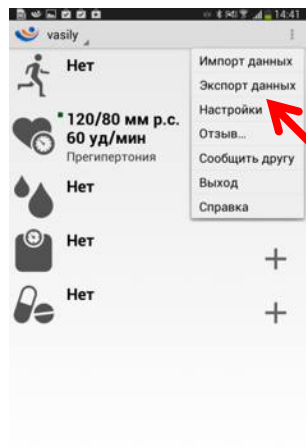 14:41
vasily
Нет
120/80 мм р.с.
60 уд/мин
Прегипертония
Нет
Нет
Нет
Импорт данных
Экспорт данных
Настройки
Отзыв...
Сообщить другу
Выход
Справка